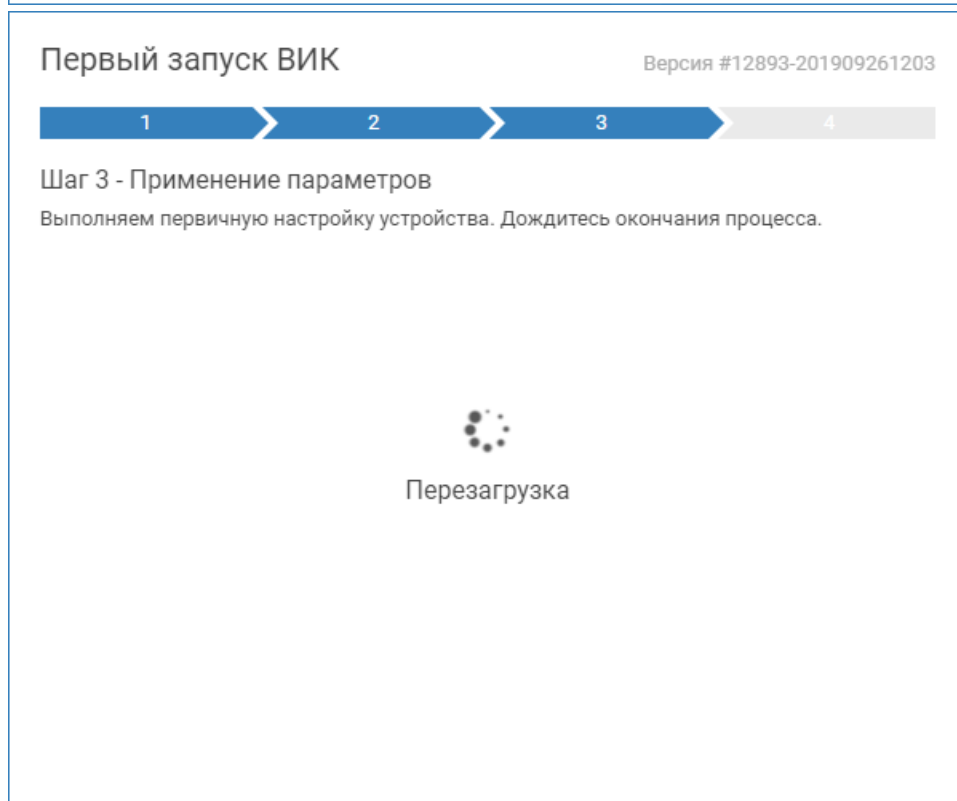 Первый запуск ВИК
Версия #12893-201909261203
1 2 3 4
Шаг 3 - Применение параметров
Выполняем первичную настройку устройства. Дождитесь окончания процесса.
Перезагрузка